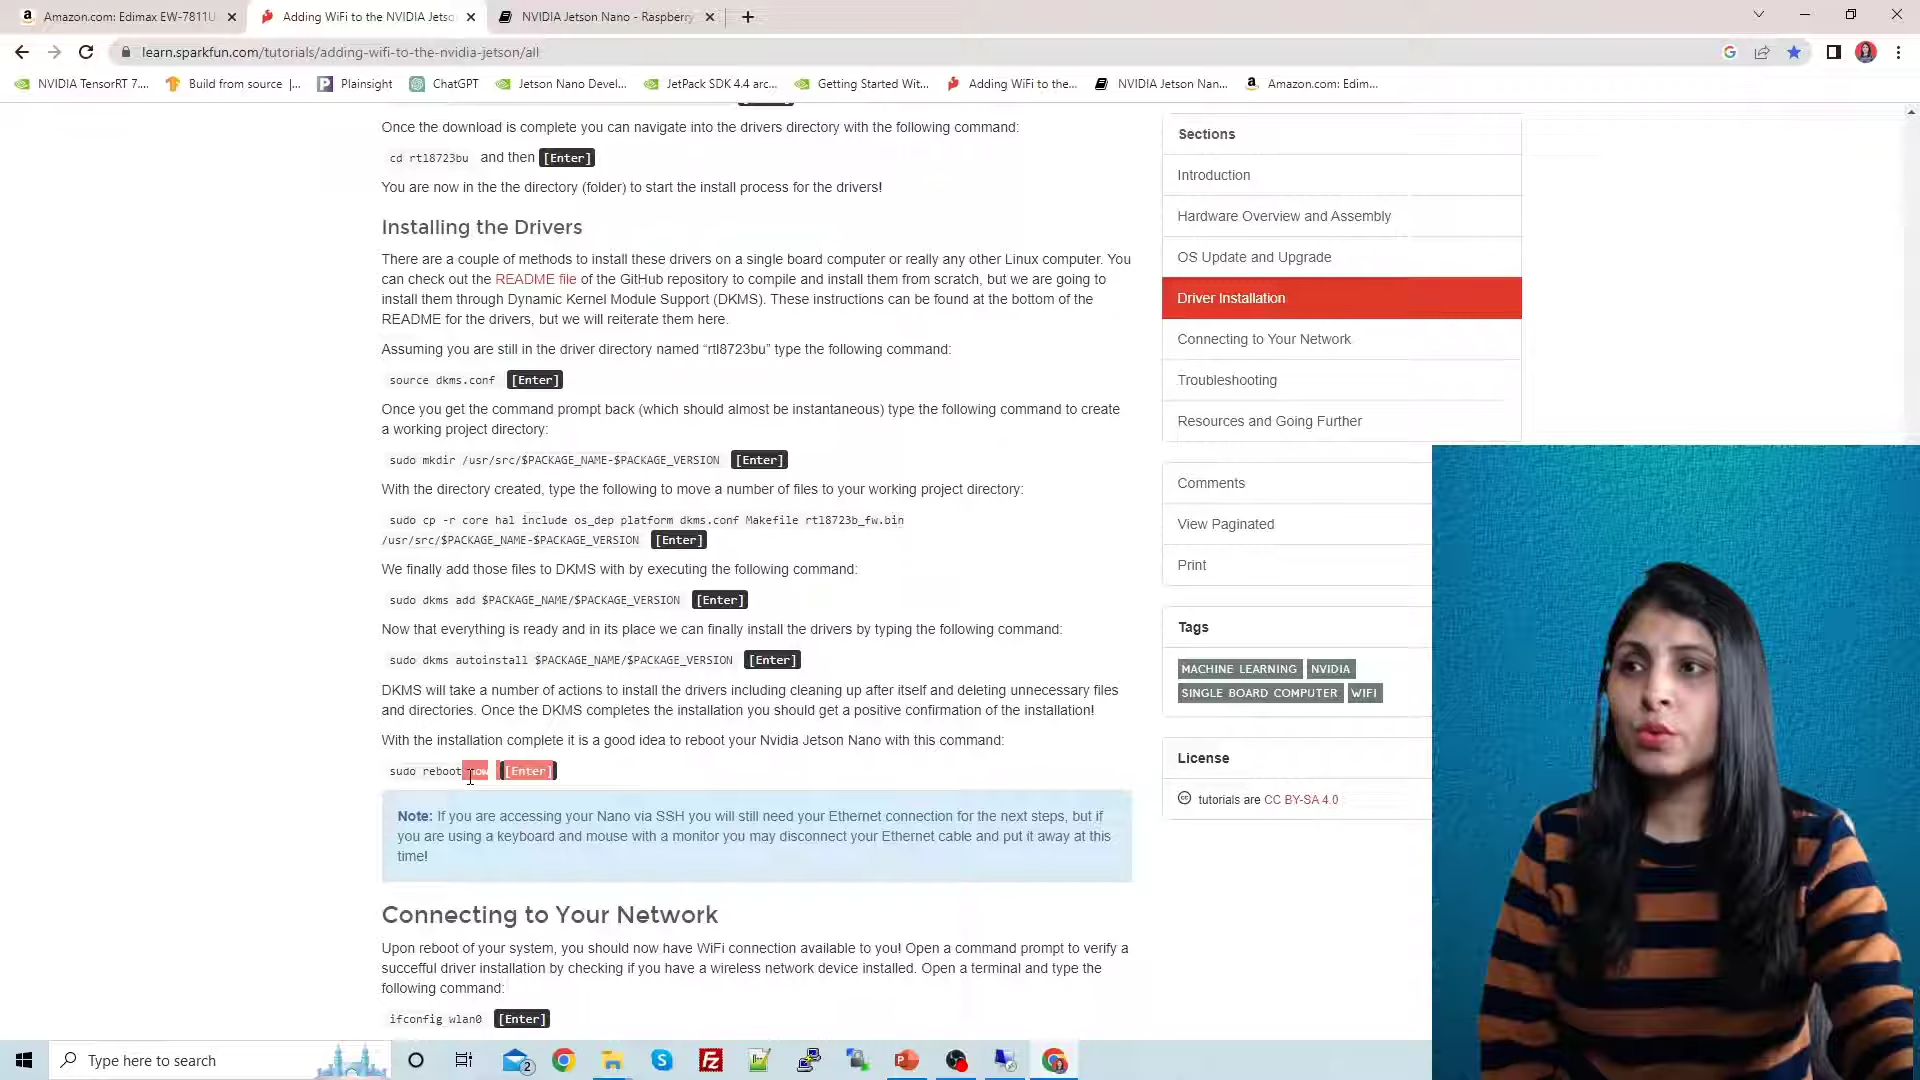 Amazon.com: Edimax EW-7811U
Adding WiFi to the NVIDIA Jetso
NVIDIA Jetson Nano - Raspberry
learn.sparkfun.com/tutorials/adding-wifi-to-the-nvidia-jetson/all
NVIDIA TensorRT 7....
Build from source |...
Plainsight
ChatGPT
Jetson Nano Devel...
JetPack SDK 4.4 arc...
Getting Started Wit...
Adding WiFi to the...
NVIDIA Jetson Nan...
Amazon.com: Edim...
Once the download is complete you can navigate into the drivers directory with the following command:
cd rtl8723bu and then [Enter]
You are now in the the directory (folder) to start the install process for the drivers!
Installing the Drivers
There are a couple of methods to install these drivers on a single board computer or really any other Linux computer. You
can check out the README file of the GitHub repository to compile and install them from scratch, but we are going to
install them through Dynamic Kernel Module Support (DKMS). These instructions can be found at the bottom of the
README for the drivers, but we will reiterate them here.
Assuming you are still in the driver directory named “rtl8723bu” type the following command:
source dkms.conf [Enter]
Once you get the command prompt back (which should almost be instantaneous) type the following command to create
a working project directory:
sudo mkdir /usr/src/$PACKAGE_NAME-$PACKAGE_VERSION [Enter]
With the directory created, type the following to move a number of files to your working project directory:
sudo cp -r core hal include os_dep platform dkms.conf Makefile rtl8723b_fw.bin
/usr/src/$PACKAGE_NAME-$PACKAGE_VERSION [Enter]
We finally add those files to DKMS with by executing the following command:
sudo dkms add $PACKAGE_NAME/$PACKAGE_VERSION [Enter]
Now that everything is ready and in its place we can finally install the drivers by typing the following command:
sudo dkms autoinstall $PACKAGE_NAME/$PACKAGE_VERSION [Enter]
DKMS will take a number of actions to install the drivers including cleaning up after itself and deleting unnecessary files
and directories. Once the DKMS completes the installation you should get a positive confirmation of the installation!
With the installation complete it is a good idea to reboot your Nvidia Jetson Nano with this command:
sudo reboot now [Enter]
Note: If you are accessing your Nano via SSH you will still need your Ethernet connection for the next steps, but if
you are using a keyboard and mouse with a monitor you may disconnect your Ethernet cable and put it away at this
time!
Connecting to Your Network
Upon reboot of your system, you should now have WiFi connection available to you! Open a command prompt to verify a
succefful driver installation by checking if you have a wireless network device installed. Open a terminal and type the
following command:
ifconfig wlan0 [Enter]
Sections
Introduction
Hardware Overview and Assembly
OS Update and Upgrade
Driver Installation
Connecting to Your Network
Troubleshooting
Resources and Going Further
Comments
View Paginated
Print
Tags
MACHINE LEARNING NVIDIA
SINGLE BOARD COMPUTER WIFI
License
tutorials are CC BY-SA 4.0
Type here to search
2